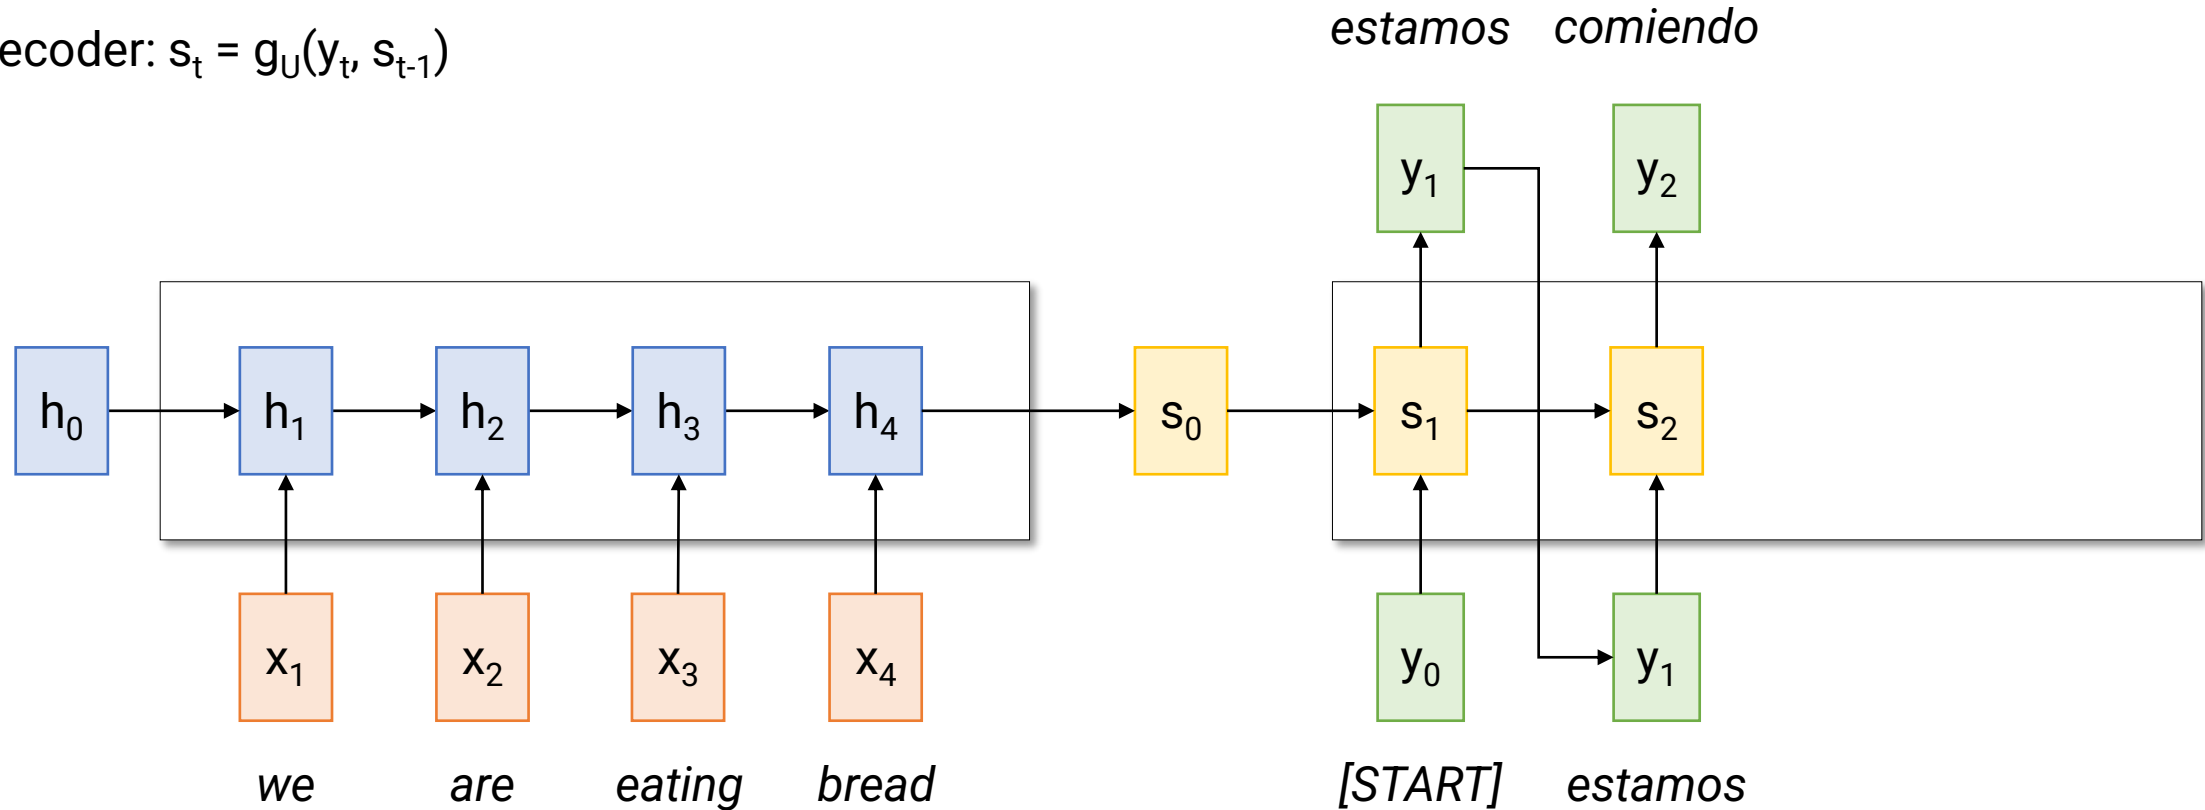 estamos comiendo
ecoder: sₜ = g_U(yₜ, sₜ₋₁)
y₁ y₂
h₀ h₁ h₂ h₃ h₄ s₀ s₁ s₂
x₁ x₂ x₃ x₄ y₀ y₁
we are eating bread [START] estamos